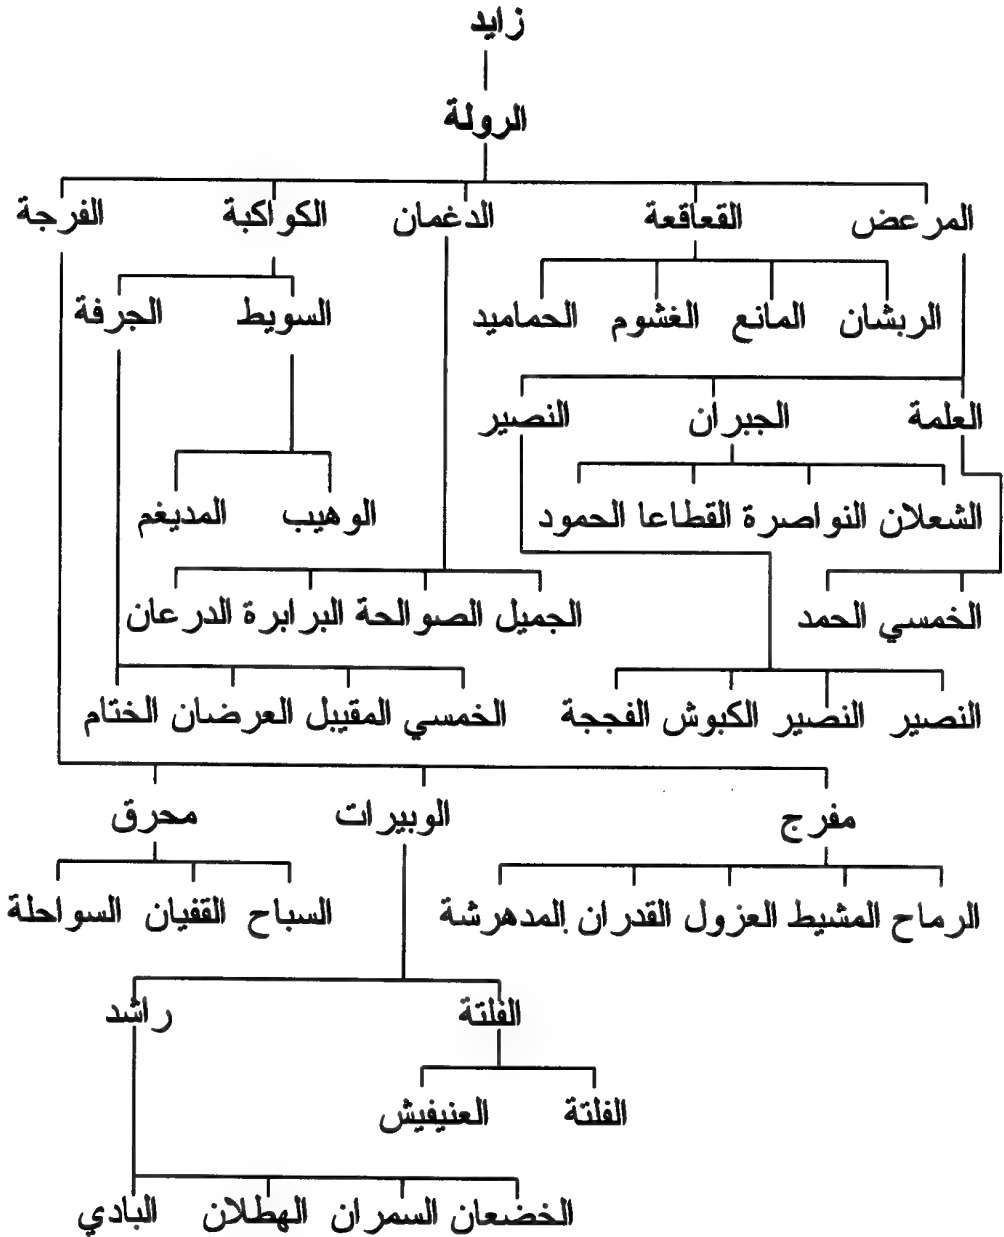 زايد
الرولة
المرعض القعاقعة الدغمان الكواكبة الفرجة
الربشان المانع الغشوم الحماميد السويط الجرفة
العلمة الجبران النصير
الشعلان النواصرة القطاعا الحمود الوهيب المديغم
الخمسي الحمد الجميل الصوالحة البرابرة الدرعان
النصير النصير الكبوش الفججة الخمسي المقيبل العرضان الختام
مفرج الوبيرات محرق
الرماح المشيط العزول القدران المدهرشة السباح القفيان السواحلة
الفلتة راشد
الفلتة العنيفيش
الخضعان السمران الهطلان البادي